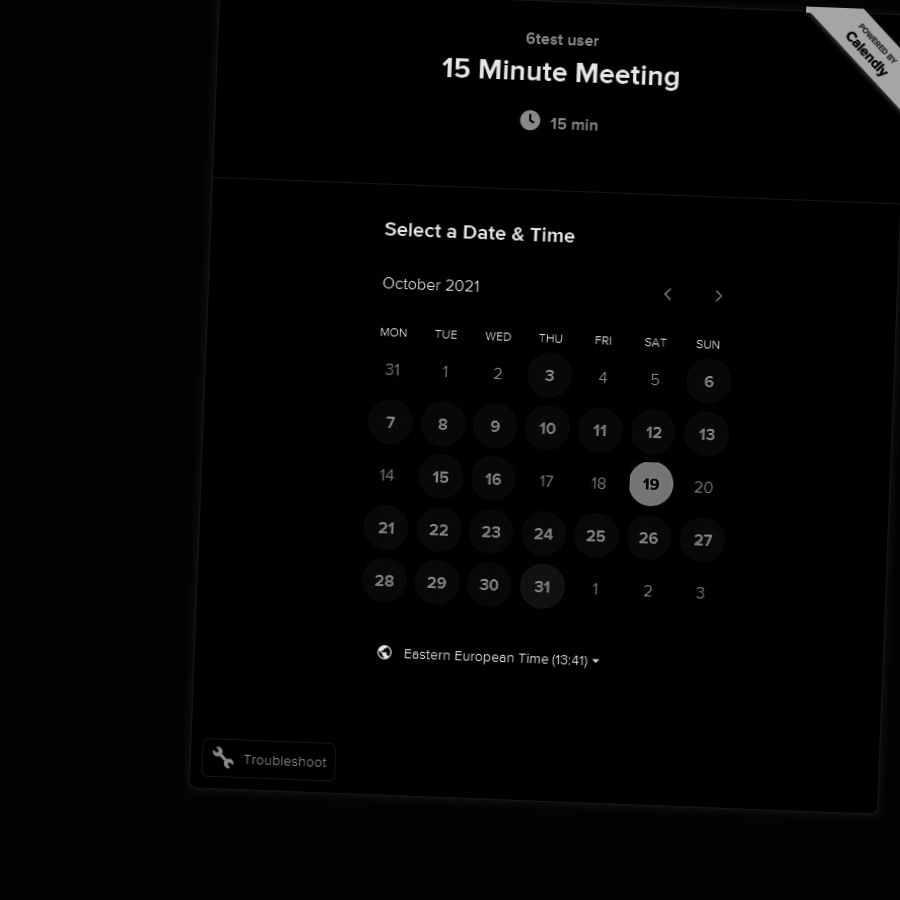 6test user
15 Minute Meeting
15 min
POWERED BY
Calendly
Select a Date & Time
October 2021
MON TUE WED THU FRI SAT SUN
31 1 2 3 4 5 6
7 8 9 10 11 12 13
14 15 16 17 18 19 20
21 22 23 24 25 26 27
28 29 30 31 1 2 3
Eastern European Time (13:41)
Troubleshoot